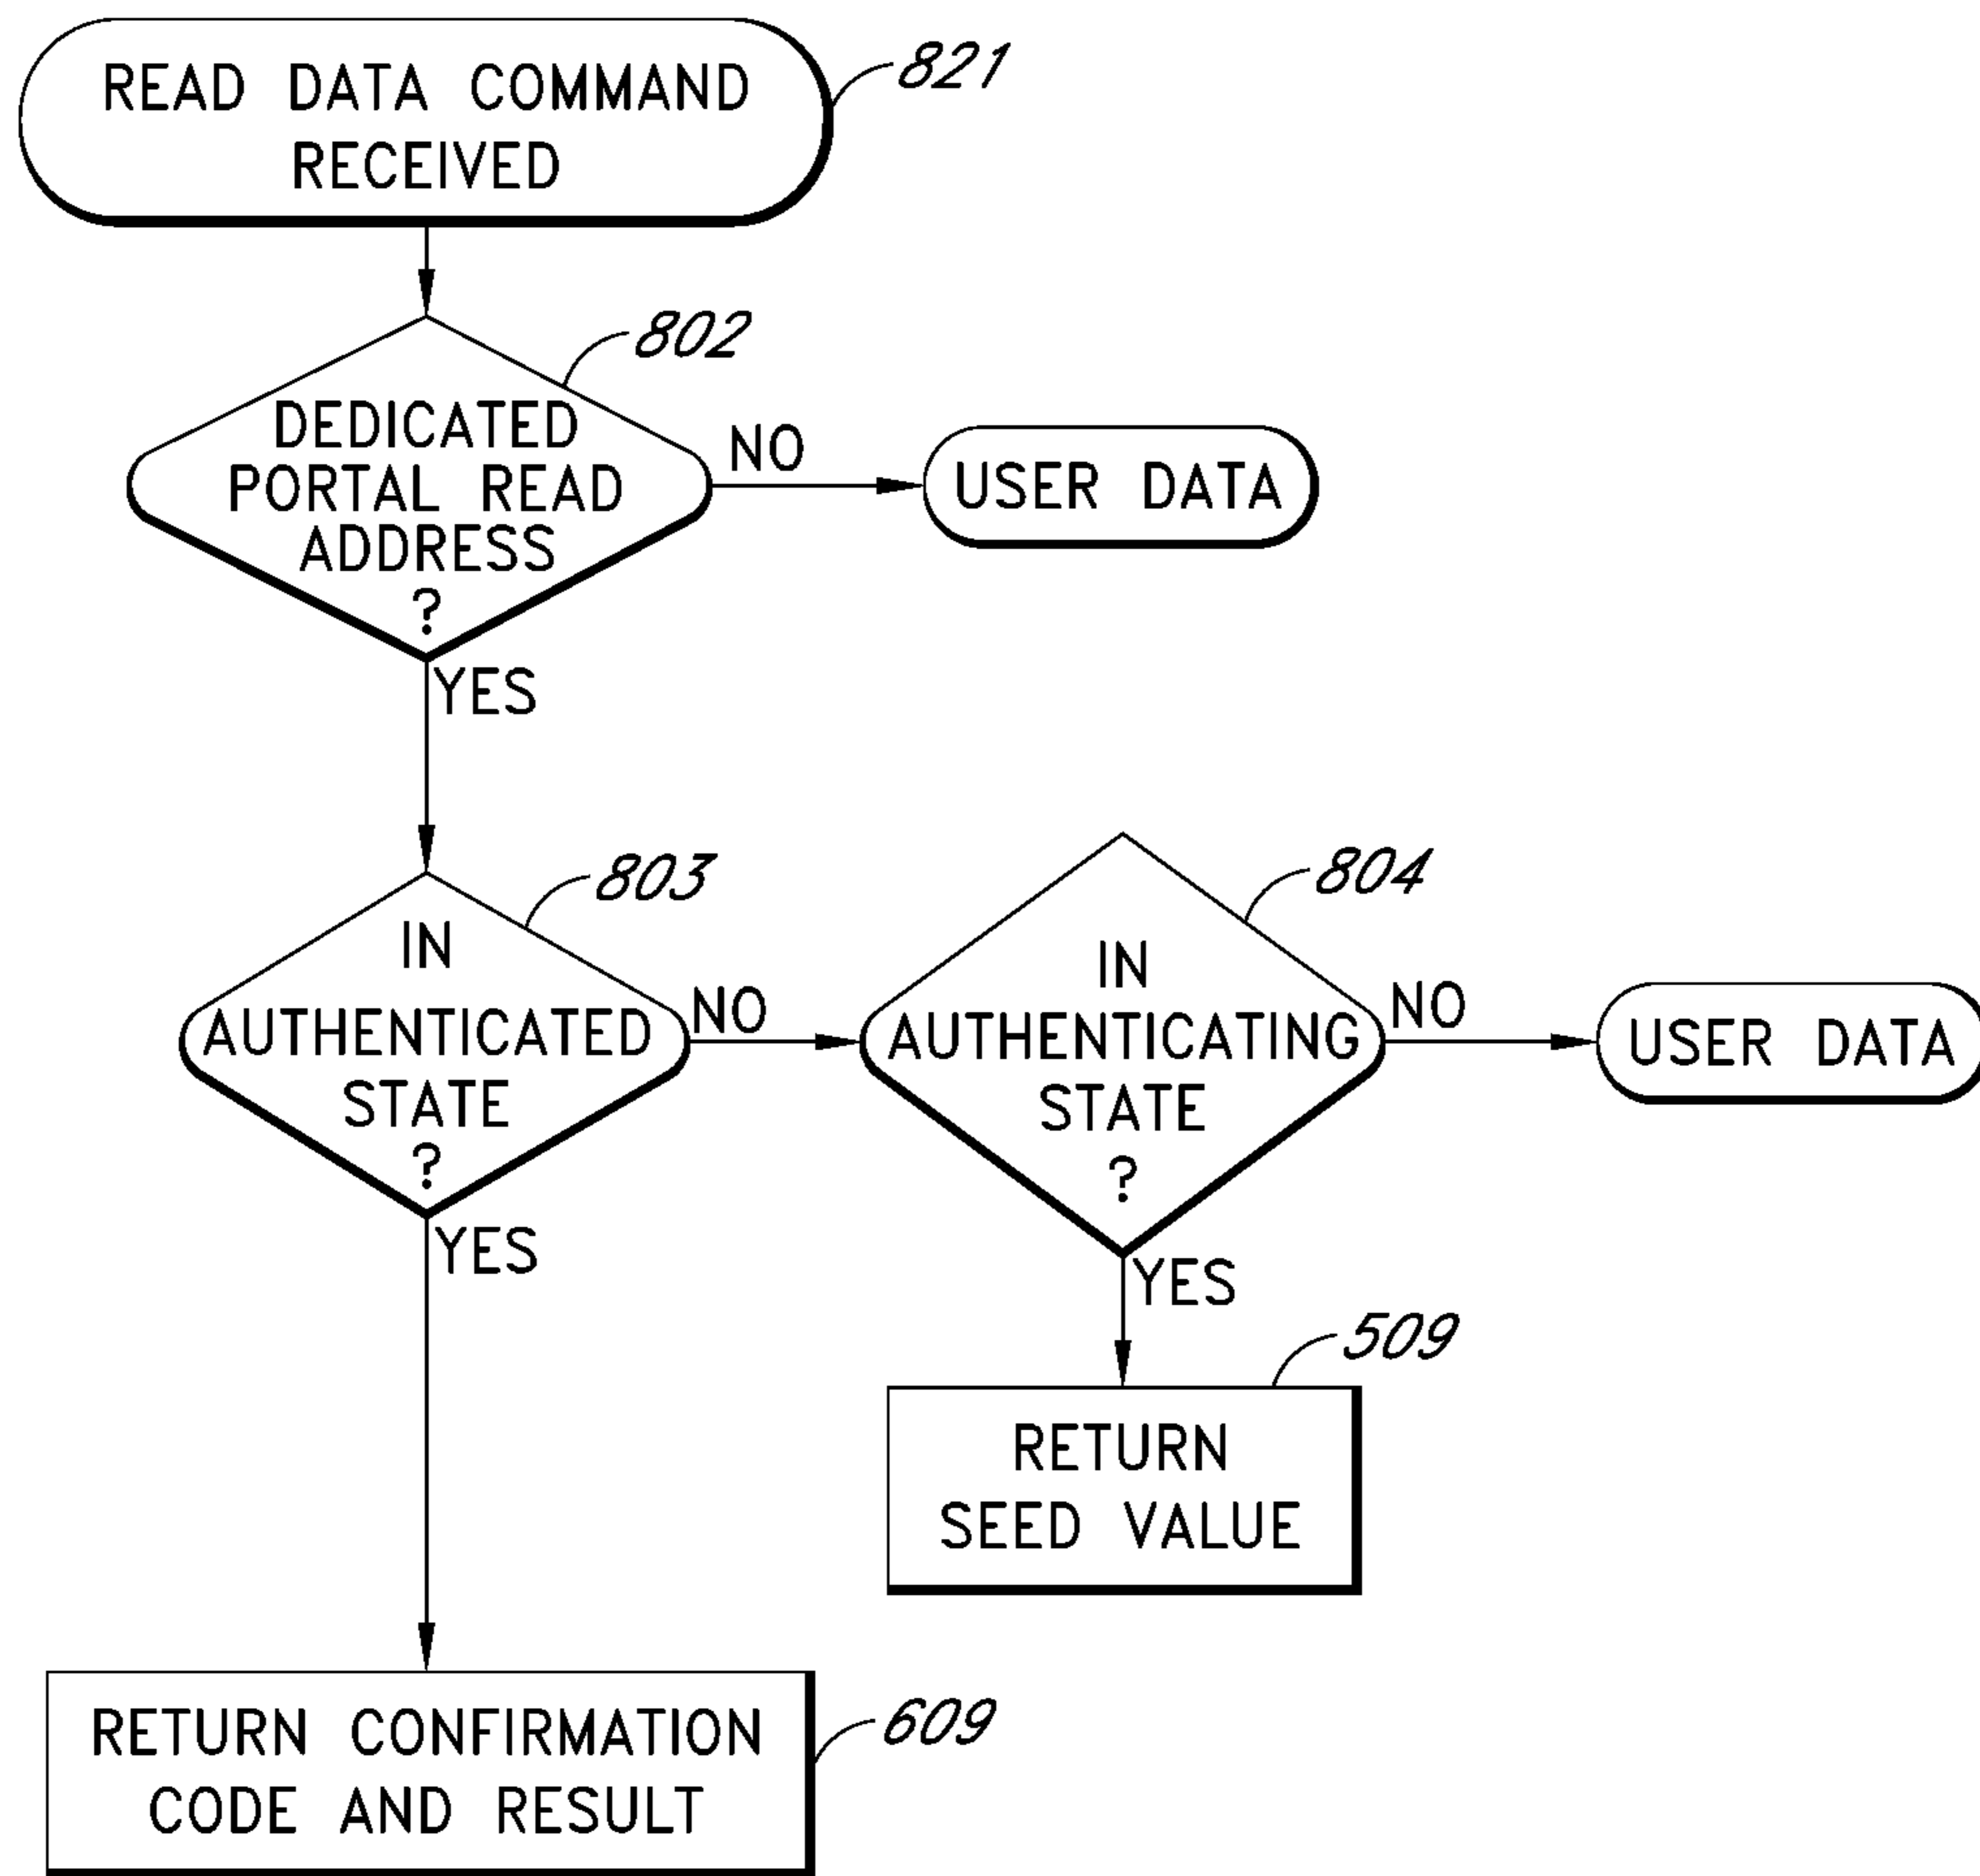 READ DATA COMMAND
RECEIVED
821
802
DEDICATED
PORTAL READ
ADDRESS
?
NO
USER DATA
YES
803
IN
AUTHENTICATED
STATE
?
NO
804
IN
AUTHENTICATING
STATE
?
NO
USER DATA
YES
YES
509
RETURN
SEED VALUE
RETURN CONFIRMATION
CODE AND RESULT
609